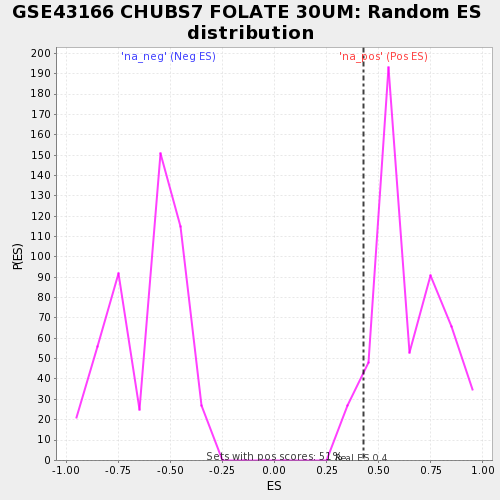 GSE43166 CHUBS7 FOLATE 30UM: Random ES
distribution
'na_neg' (Neg ES)
'na_pos' (Pos ES)
200
190
180
170
160
150
140
130
120
110
100
90
80
70
60
50
40
30
20
10
0
P(ES)
Sets with pos scores: 51%
Real ES 0.4
-1.00 -0.75 -0.50 -0.25 0.00 0.25 0.50 0.75 1.00
ES